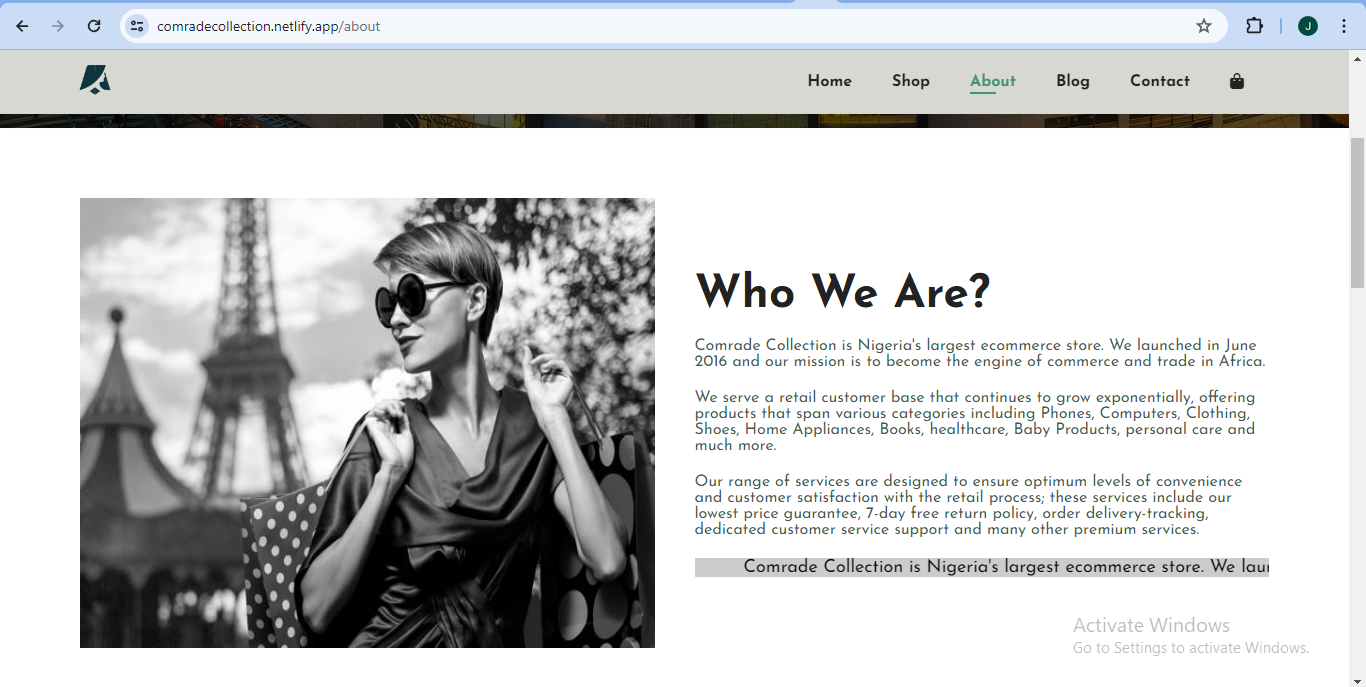 comradecollection.netlify.app/about
J
Home Shop About Blog Contact
Who We Are?
Comrade Collection is Nigeria's largest ecommerce store. We launched in June
2016 and our mission is to become the engine of commerce and trade in Africa.
We serve a retail customer base that continues to grow exponentially, offering
products that span various categories including Phones, Computers, Clothing,
Shoes, Home Appliances, Books, healthcare, Baby Products, personal care and
much more.
Our range of services are designed to ensure optimum levels of convenience
and customer satisfaction with the retail process; these services include our
lowest price guarantee, 7-day free return policy, order delivery-tracking,
dedicated customer service support and many other premium services.
Comrade Collection is Nigeria's largest ecommerce store. We
Activate Windows
Go to Settings to activate Windows.